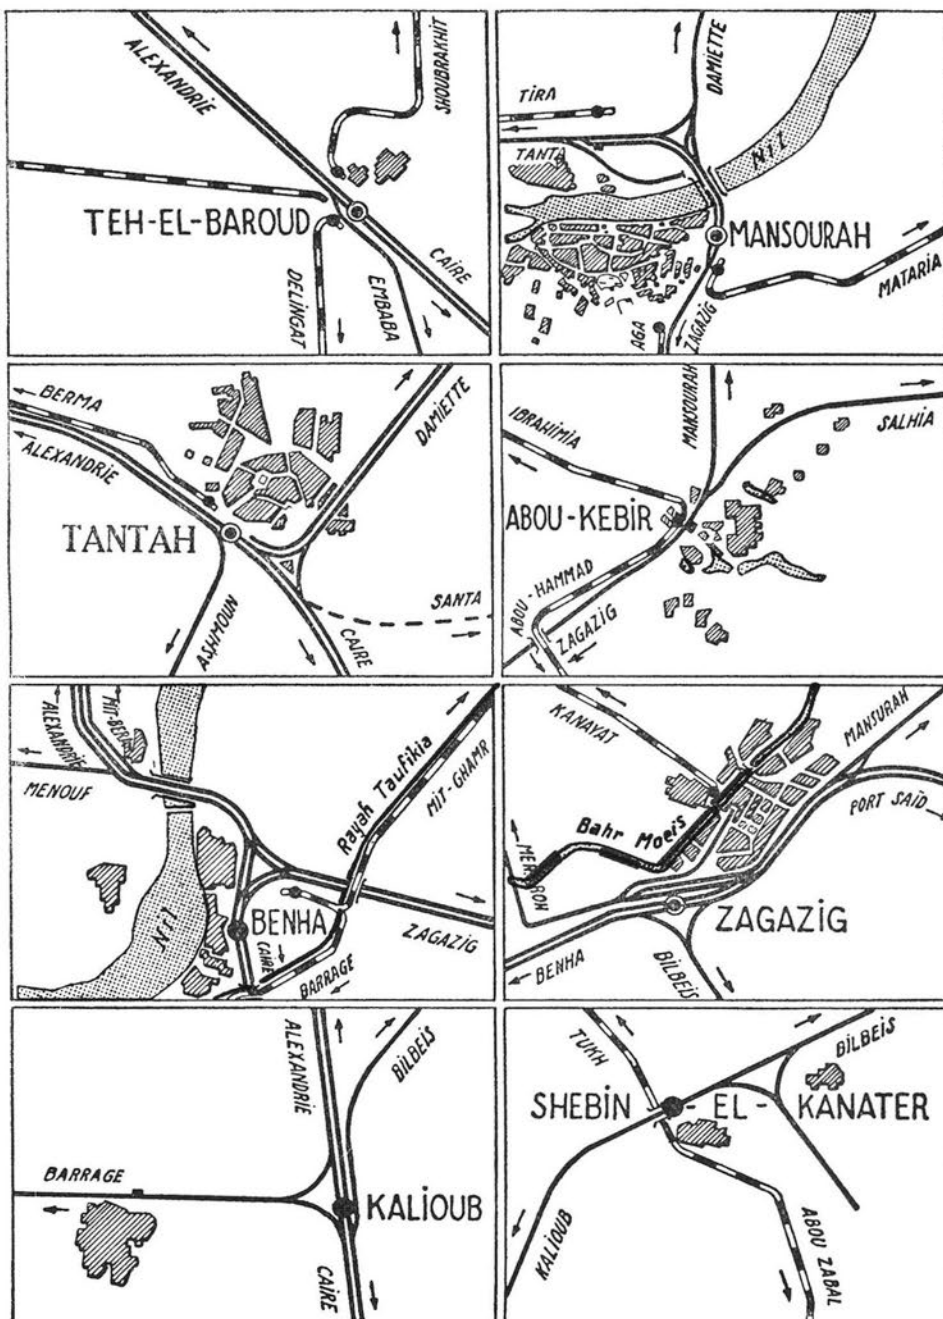 ALEXANDRIE
SHOUBRAKHIT
TEH-EL-BAROUD
DELINGAT
EMBABA
CAIRE
TIRA
DAMIETTE
TANTA
Nil
MANSOURAH
MATARIA
AGA
ZAGAZIG
BERMA
ALEXANDRIE
DAMIETTE
TANTAH
SANTA
ASHMOUN
CAIRE
MANSOURAH
IBRAHIMIA
SALHIA
ABOU-KEBIR
ABOU-HAMMAD
ZAGAZIG
ALEXANDRIE
MENOUF
Rayah Taufikia
MIT-GHAMR
Nil
BENHA
CAIRE
BARRAGE
ZAGAZIG
KANAYAT
MANSURAH
PORT SAÏD
Bahr Moeis
ZAGAZIG
BENHA
BILBEIS
ALEXANDRIE
BILBEIS
BARRAGE
KALIOUB
CAIRE
TUKH
BILBEIS
SHEBIN-EL-KANATER
KALIOUB
ABOU ZABAL